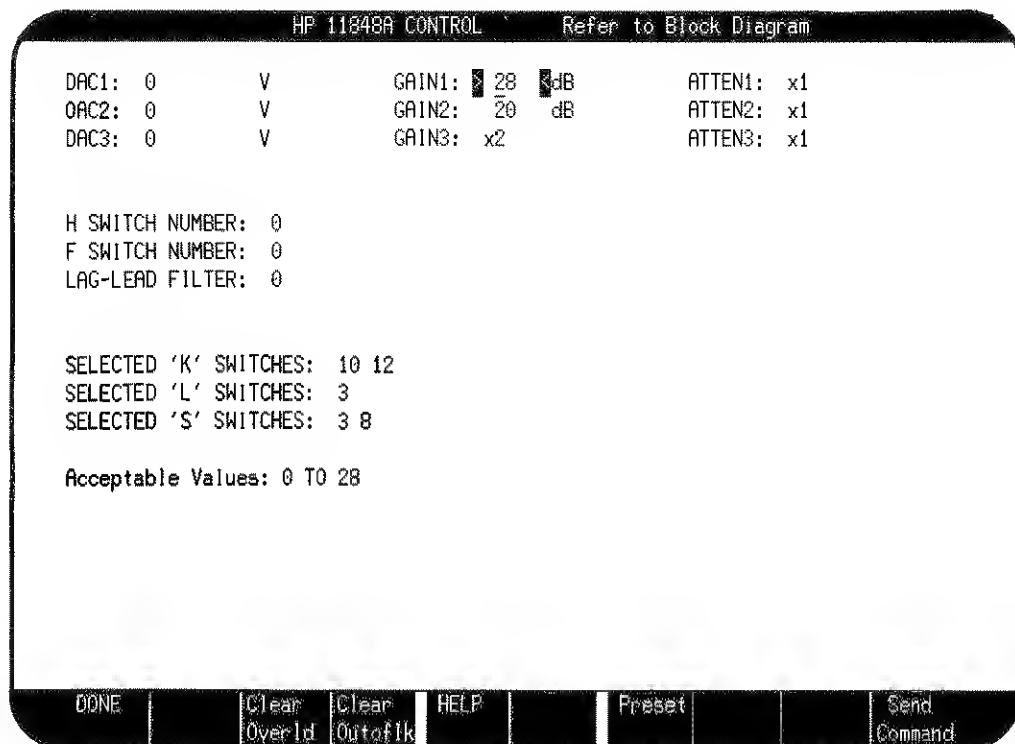 HP 11848A CONTROL Refer to Block Diagram
DAC1: 0 V GAIN1: > 28 <dB ATTEN1: x1
OAC2: 0 V GAIN2: 20 dB ATTEN2: x1
DAC3: 0 V GAIN3: x2 ATTEN3: x1
H SWITCH NUMBER: 0
F SWITCH NUMBER: 0
LAG-LEAD FILTER: 0
SELECTED 'K' SWITCHES: 10 12
SELECTED 'L' SWITCHES: 3
SELECTED 'S' SWITCHES: 3 8
Acceptable Values: 0 TO 28
DONE Clear Clear HELP Preset Send
Overld Outoflk Command